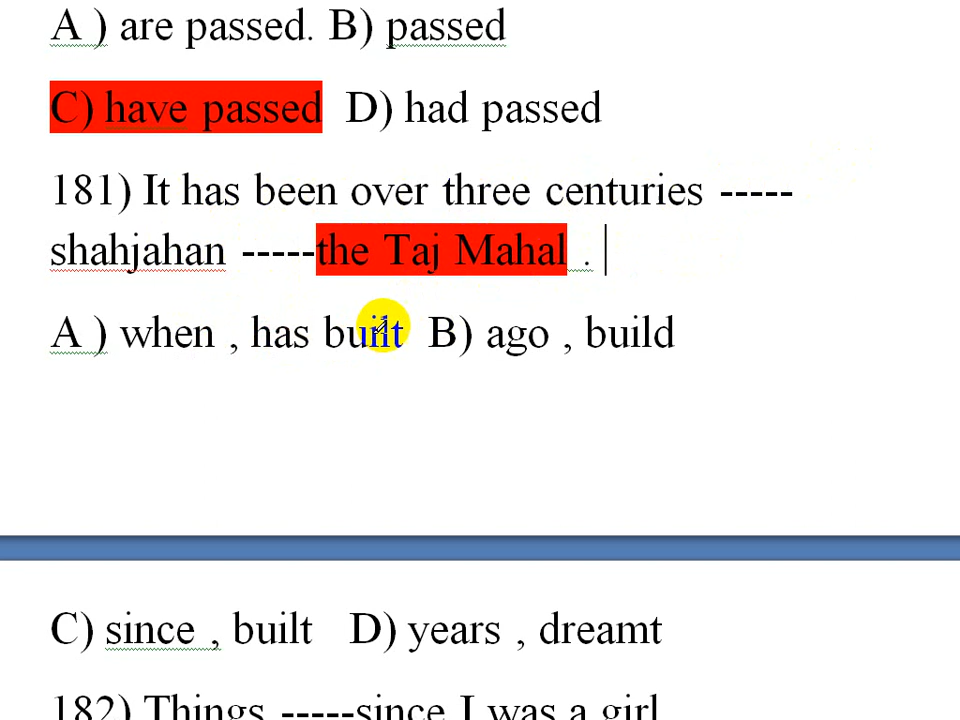 A ) are passed. B) passed
C) have passed D) had passed
181) It has been over three centuries -----
shahjahan -----the Taj Mahal .
A ) when , has built B) ago , build
C) since , built D) years , dreamt
182) Things -----since I was a girl